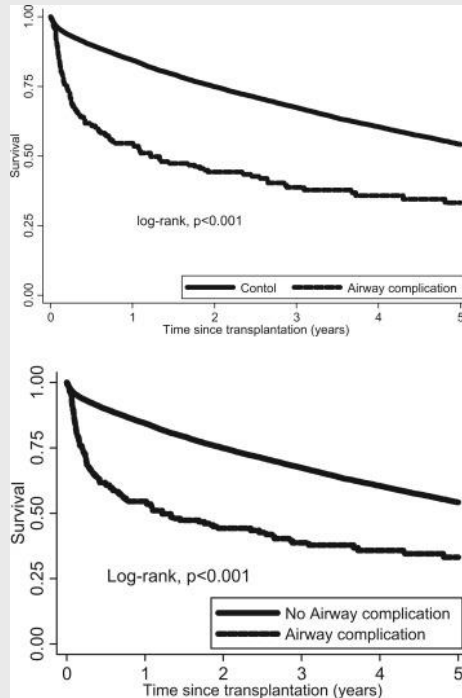 1.00
0.75
0.50
0.25
0.00
Survival
log-rank, p<0.001
Contol Airway complication
0 1 2 3 4 5
Time since transplantation (years)
1.00
0.75
0.50
0.25
0.00
Survival
Log-rank, p<0.001
No Airway complication
Airway complication
0 1 2 3 4 5
Time since transplantation (years)